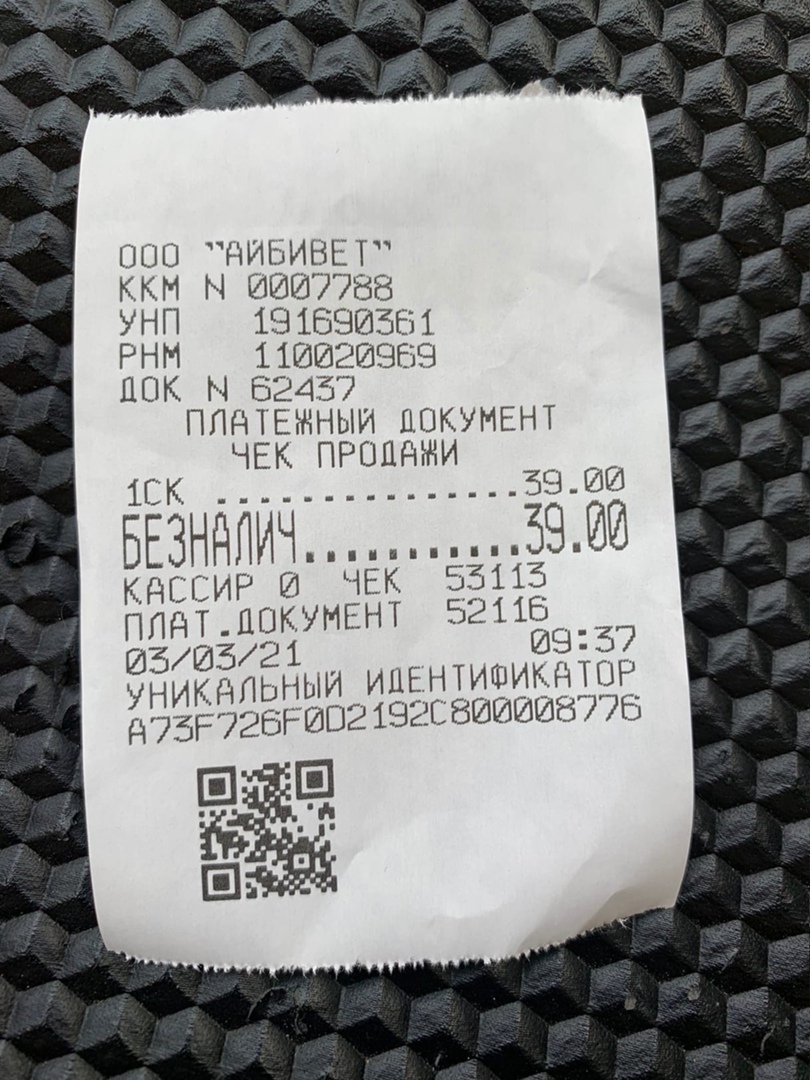 ООО "АЙБИВЕТ"
ККМ N 0007788
УНП 191690361
РНМ 110020969
ДОК N 62437
ПЛАТЕЖНЫЙ ДОКУМЕНТ
ЧЕК ПРОДАЖИ
1СК ................39.00
БЕЗНАЛИЧ...........39.00
КАССИР 0 ЧЕК 53113
ПЛАТ.ДОКУМЕНТ 52116
03/03/21 09:37
УНИКАЛЬНЫЙ ИДЕНТИФИКАТОР
A73F726F0D2192C800008776